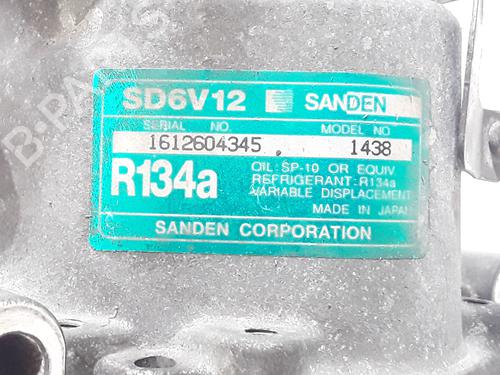 SD6V12 SANDEN
SERIAL NO. MODEL NO
1612604345 1438
R134a
OIL: SP-10 OR EQUIV.
REFRIGERANT: R134a
VARIABLE DISPLACEMENT
MADE IN JAPAN
SANDEN CORPORATION